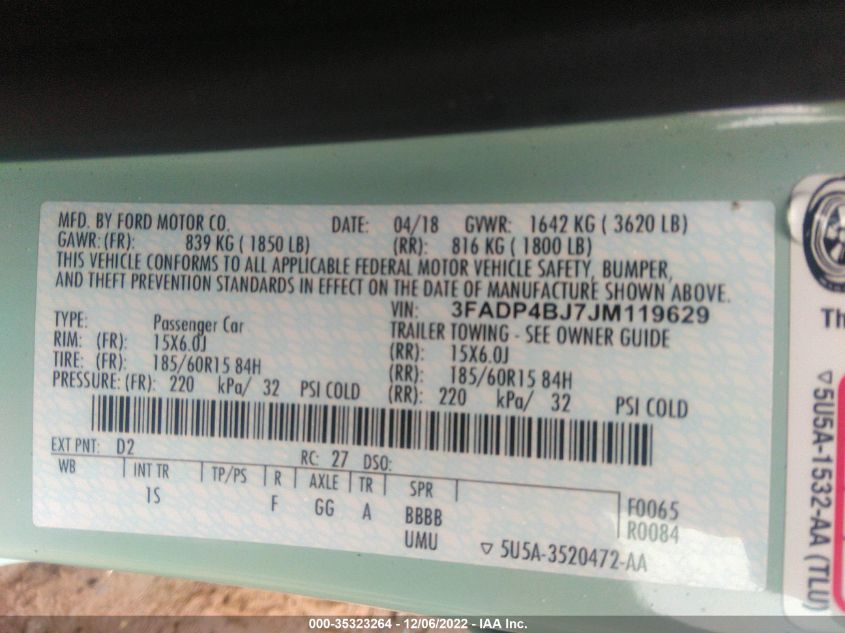 MFD. BY FORD MOTOR CO. DATE: 04/18 GVWR: 1642 KG ( 3620 LB)
GAWR: (FR): 839 KG ( 1850 LB) (RR): 816 KG ( 1800 LB)
THIS VEHICLE CONFORMS TO ALL APPLICABLE FEDERAL MOTOR VEHICLE SAFETY, BUMPER,
AND THEFT PREVENTION STANDARDS IN EFFECT ON THE DATE OF MANUFACTURE SHOWN ABOVE.
VIN: 3FADP4BJ7JM119629
TYPE: Passenger Car TRAILER TOWING - SEE OWNER GUIDE
RIM: (FR): 15X6.0J (RR): 15X6.0J
TIRE: (FR): 185/60R15 84H (RR): 185/60R15 84H
PRESSURE: (FR): 220 kPa/ 32 PSI COLD (RR): 220 kPa/ 32 PSI COLD
EXT PNT: D2 RC: 27 DSO:
WB INT TR TP/PS R AXLE TR SPR
1S F GG A BBBB F0065
UMU R0084
▽ 5U5A-3520472-AA
Th
▽ 5U5A-1532-AA (TLU)
000-35323264 - 12/06/2022 - IAA Inc.